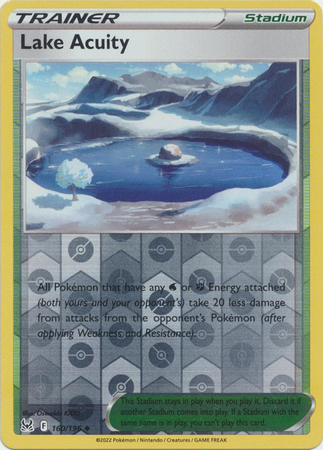 TRAINER
Stadium
Lake Acuity
All Pokémon that have any or Energy attached
(both yours and your opponent's) take 20 less damage
from attacks from the opponent's Pokémon (after
applying Weakness and Resistance).
This Stadium stays in play when you play it. Discard it if
another Stadium comes into play. If a Stadium with the
same name is in play, you can't play this card.
Illus.
F 160/196
©2022 Pokémon / Nintendo / Creatures / GAME FREAK